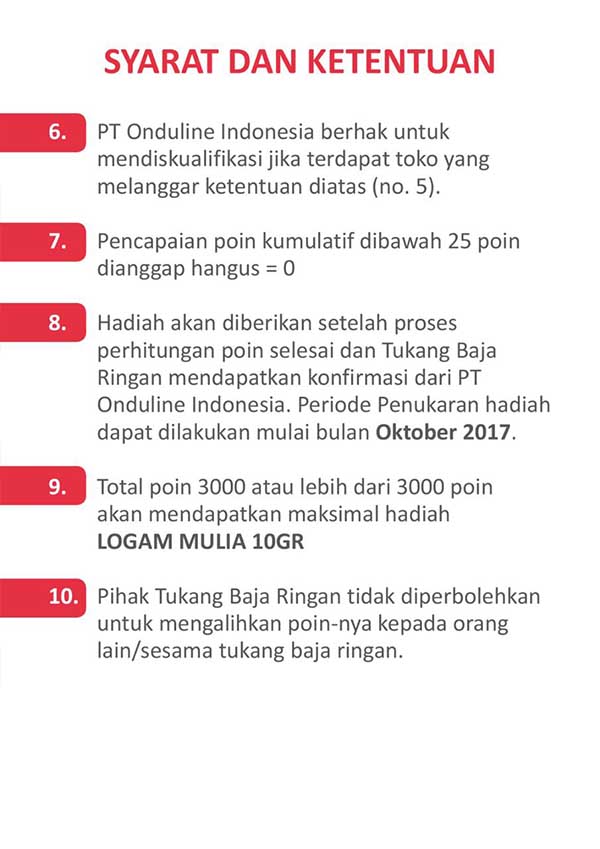 SYARAT DAN KETENTUAN
6. PT Onduline Indonesia berhak untuk
mendiskualifikasi jika terdapat toko yang
melanggar ketentuan diatas (no. 5).
7. Pencapaian poin kumulatif dibawah 25 poin
dianggap hangus = 0
8. Hadiah akan diberikan setelah proses
perhitungan poin selesai dan Tukang Baja
Ringan mendapatkan konfirmasi dari PT
Onduline Indonesia. Periode Penukaran hadiah
dapat dilakukan mulai bulan Oktober 2017.
9. Total poin 3000 atau lebih dari 3000 poin
akan mendapatkan maksimal hadiah
LOGAM MULIA 10GR
10. Pihak Tukang Baja Ringan tidak diperbolehkan
untuk mengalihkan poin-nya kepada orang
lain/sesama tukang baja ringan.